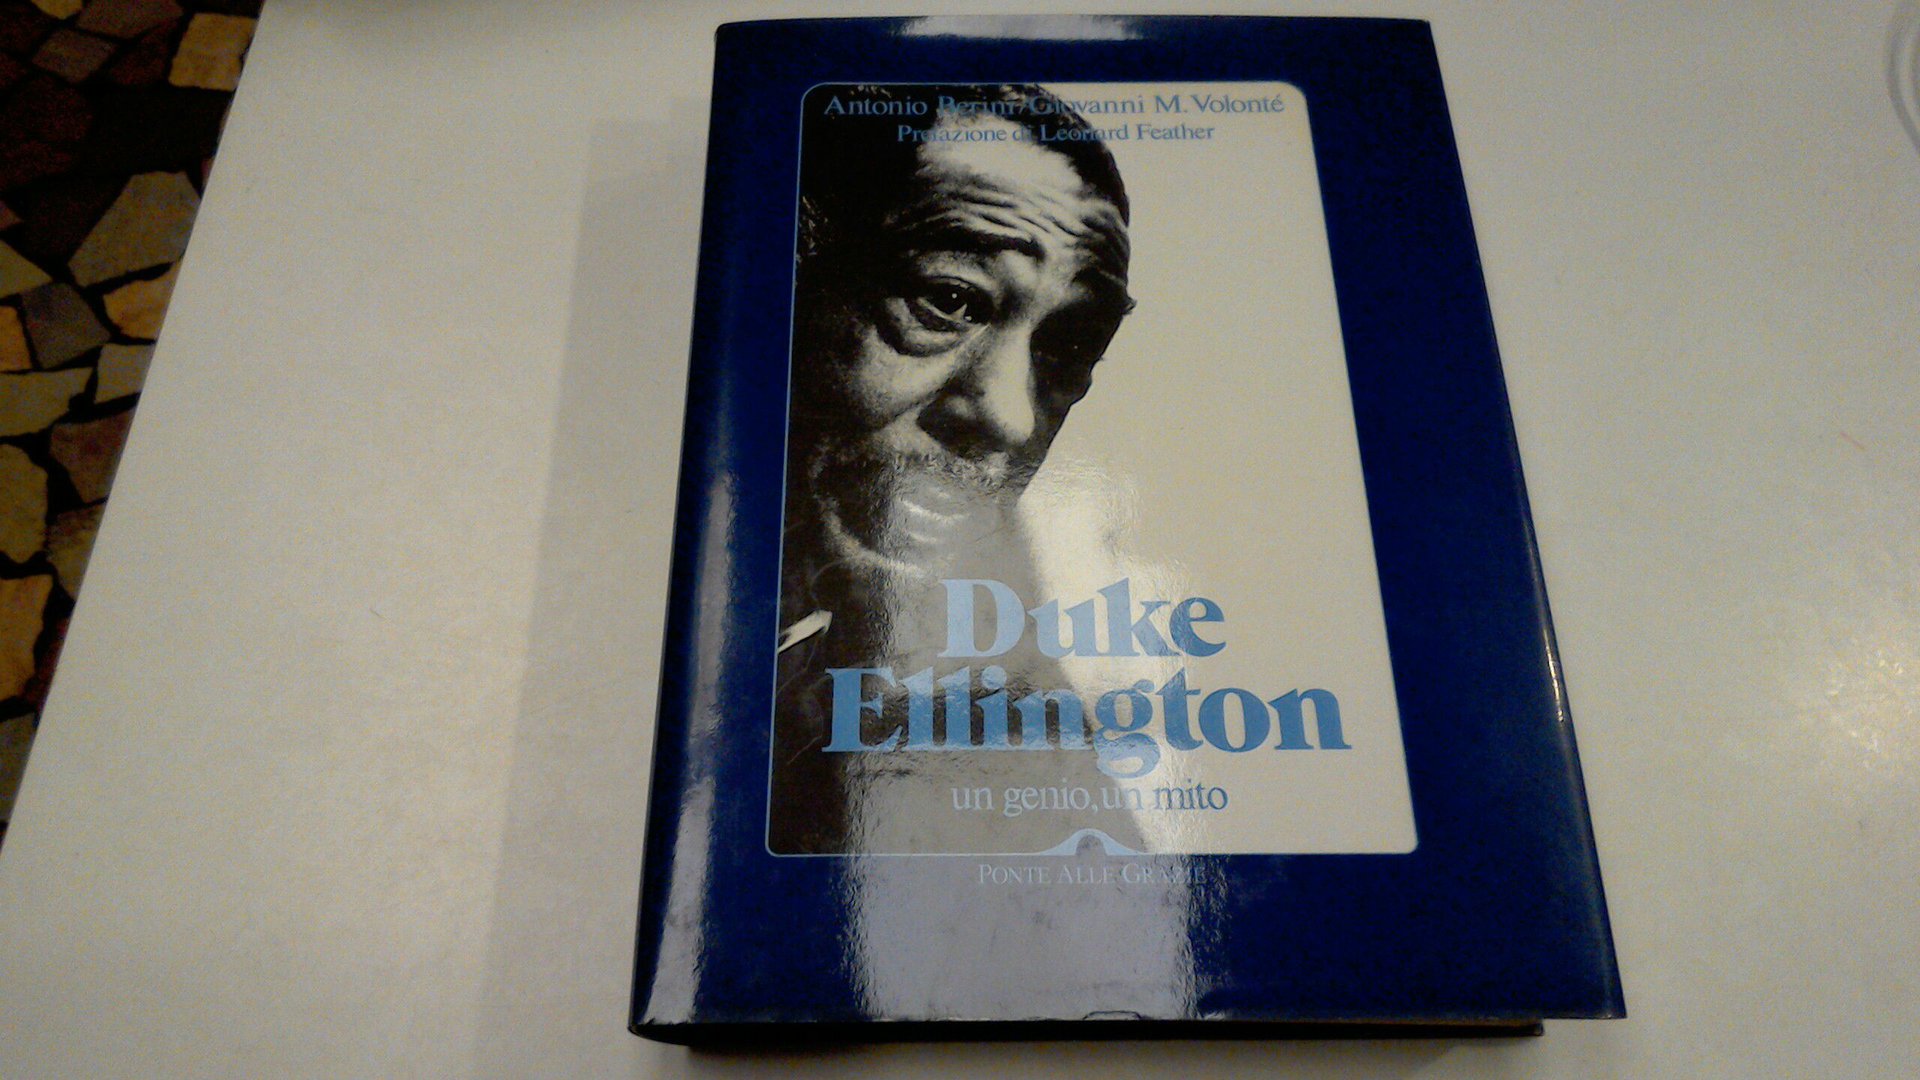 Antonio Berini/Giovanni M. Volonté
Prefazione di Leonard Feather
Duke
Ellington
un genio, un mito
PONTE ALLE GRAZIE